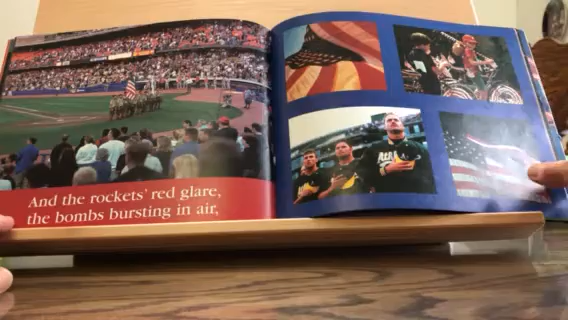 And the rockets' red glare,
the bombs bursting in air,